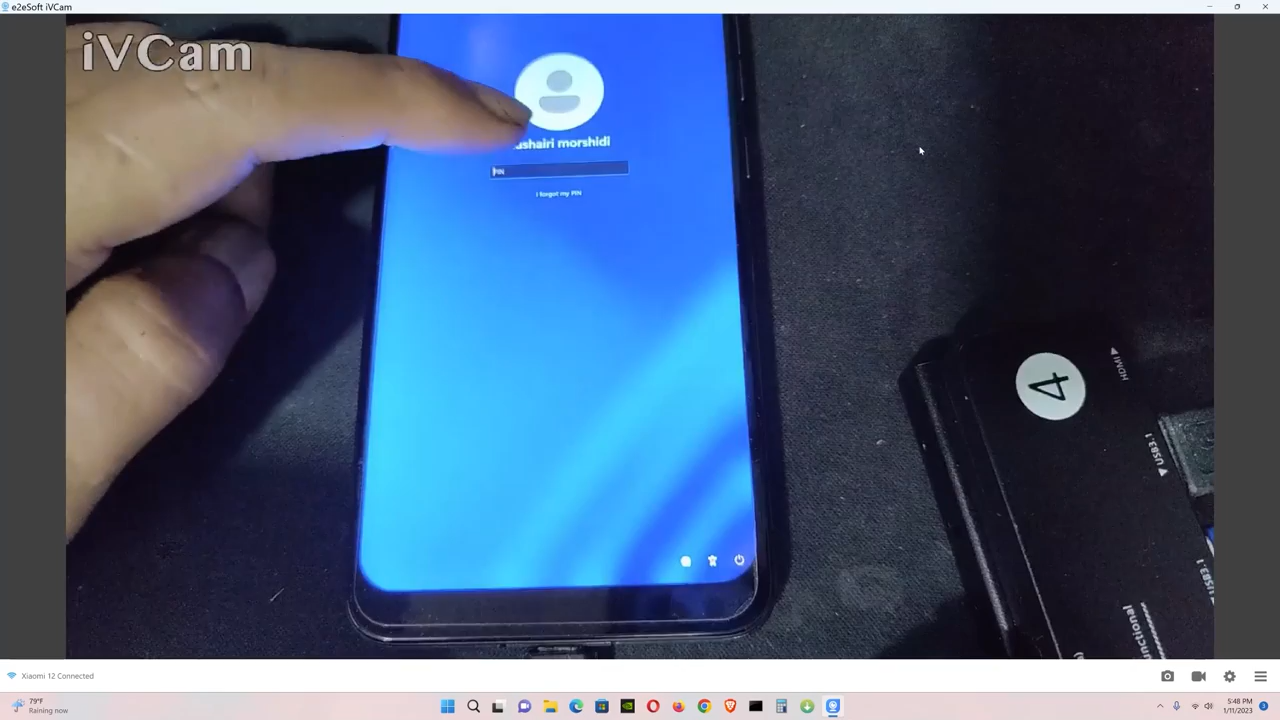 e2eSoft iVCam
iVCam
morshidi
PIN
I forgot my PIN
4
HDMI
USB3.1
USB3.1
Xiaomi 12 Connected
79°F
Raining now
5:48 PM
1/11/2023